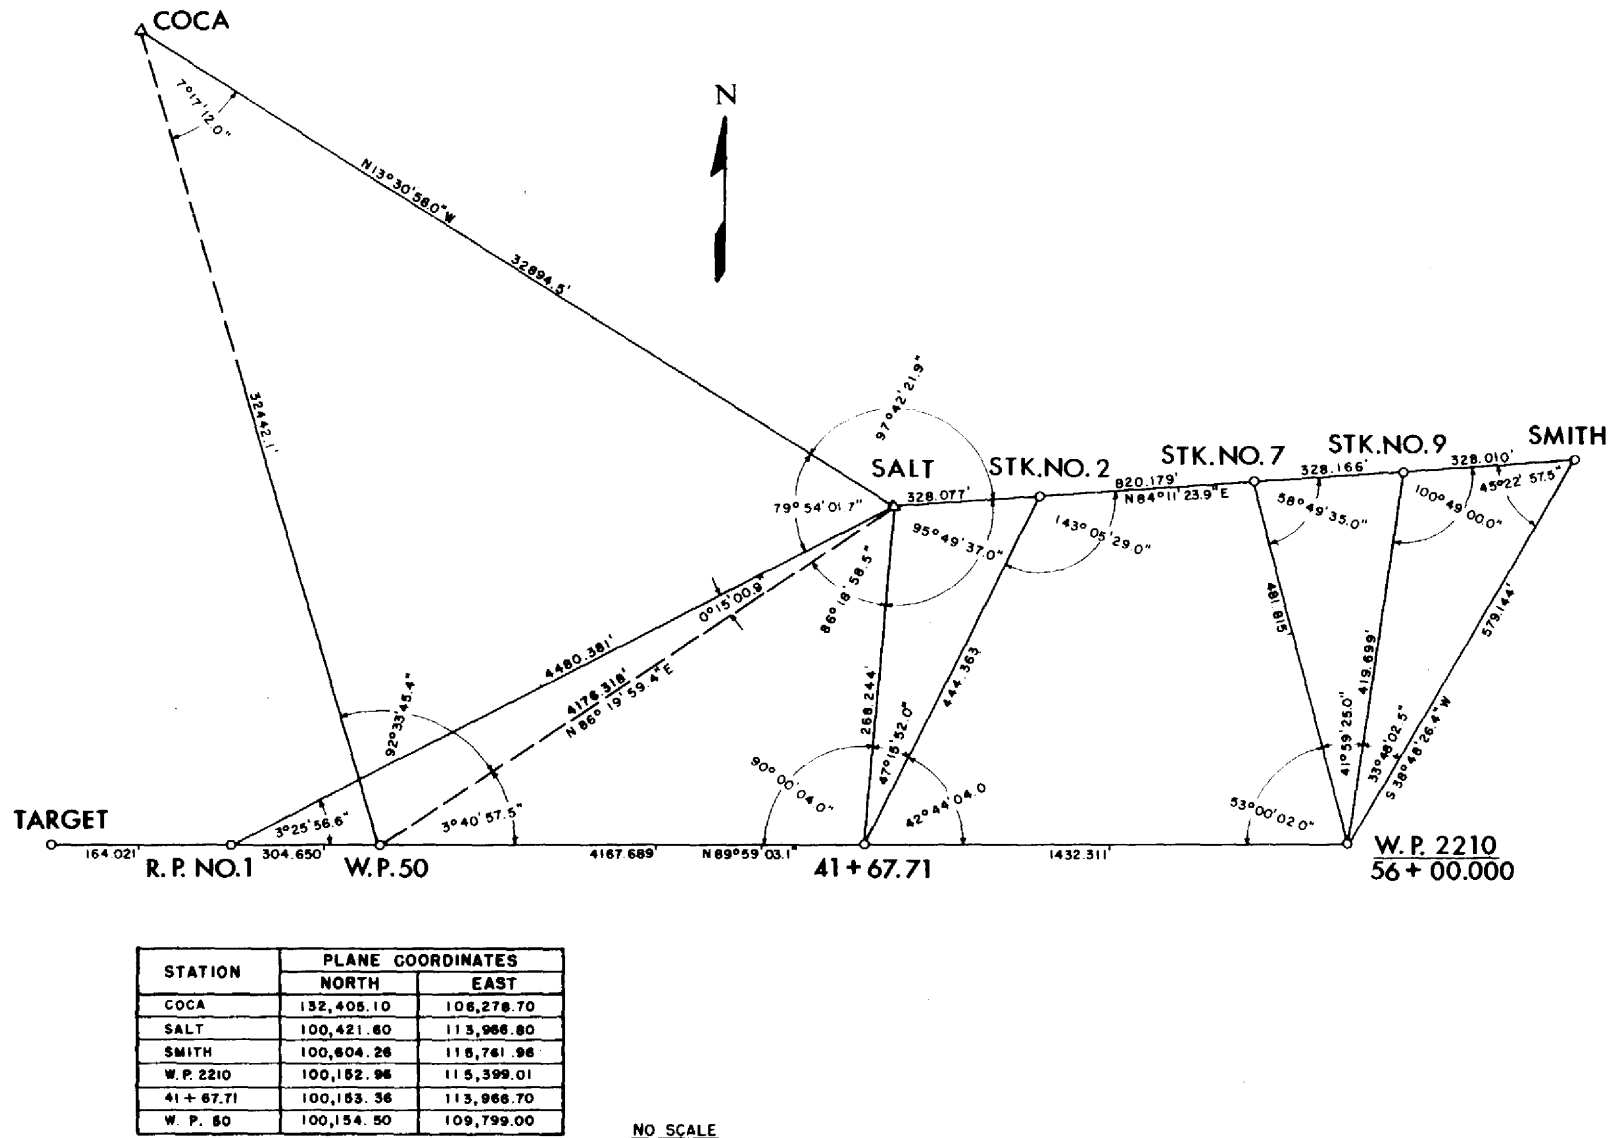 COCA
7°17'12.0"
N
N13°30'58.0"W
32894.5'
32442.1'
97°42'21.9"
SALT
STK.NO.2
STK.NO.7
STK.NO.9
SMITH
328.077'
820.179'
N84°11'23.9"E
328.166'
328.010'
45°22'57.5"
79°54'01.7"
95°49'37.0"
143°05'29.0"
58°49'35.0"
100°49'00.0"
86°18'58.5"
0°15'00.9"
4480.381'
4176.318'
N 86°19'59.4"E
268.244'
444.363
481.815'
419.699'
579.144'
92°33'45.4"
90°00'04.0"
47°15'52.0"
42°44'04.0
41°59'25.0"
33°48'02.5"
S 38°48'26.4"W
53°00'02.0"
TARGET
3°25'56.6"
3°40'57.5"
164.021'
R.P. NO.1
304.650'
W.P.50
4167.689'
N89°59'03.1"
41+67.71
1432.311'
W.P. 2210
56+00.000
STATION
PLANE COORDINATES
NORTH EAST
COCA 132,405.10 106,278.70
SALT 100,421.60 113,966.80
SMITH 100,604.26 115,761.96
W.P. 2210 100,152.96 115,399.01
41+67.71 100,153.36 113,966.70
W. P. 50 100,154.50 109,799.00
NO SCALE